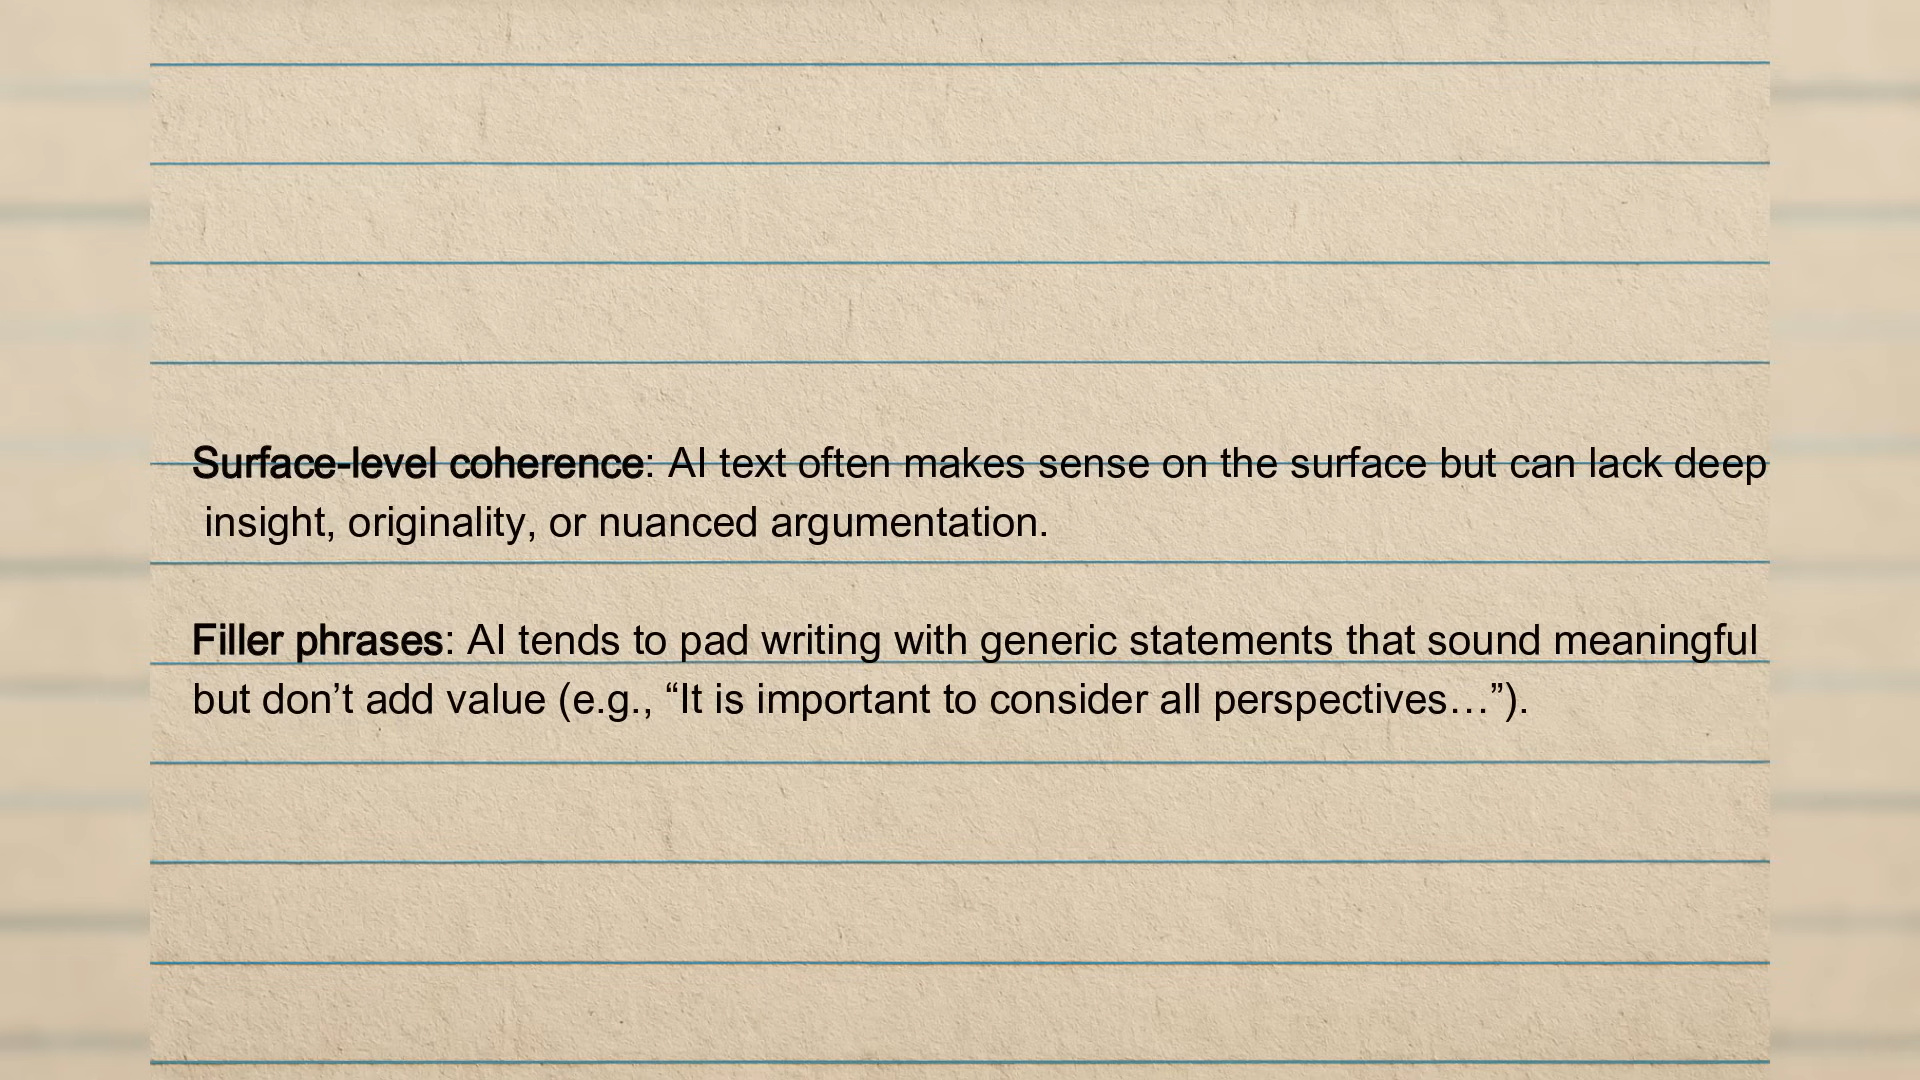 Surface-level coherence: AI text often makes sense on the surface but can lack deep
insight, originality, or nuanced argumentation.
Filler phrases: AI tends to pad writing with generic statements that sound meaningful
but don’t add value (e.g., “It is important to consider all perspectives…”).